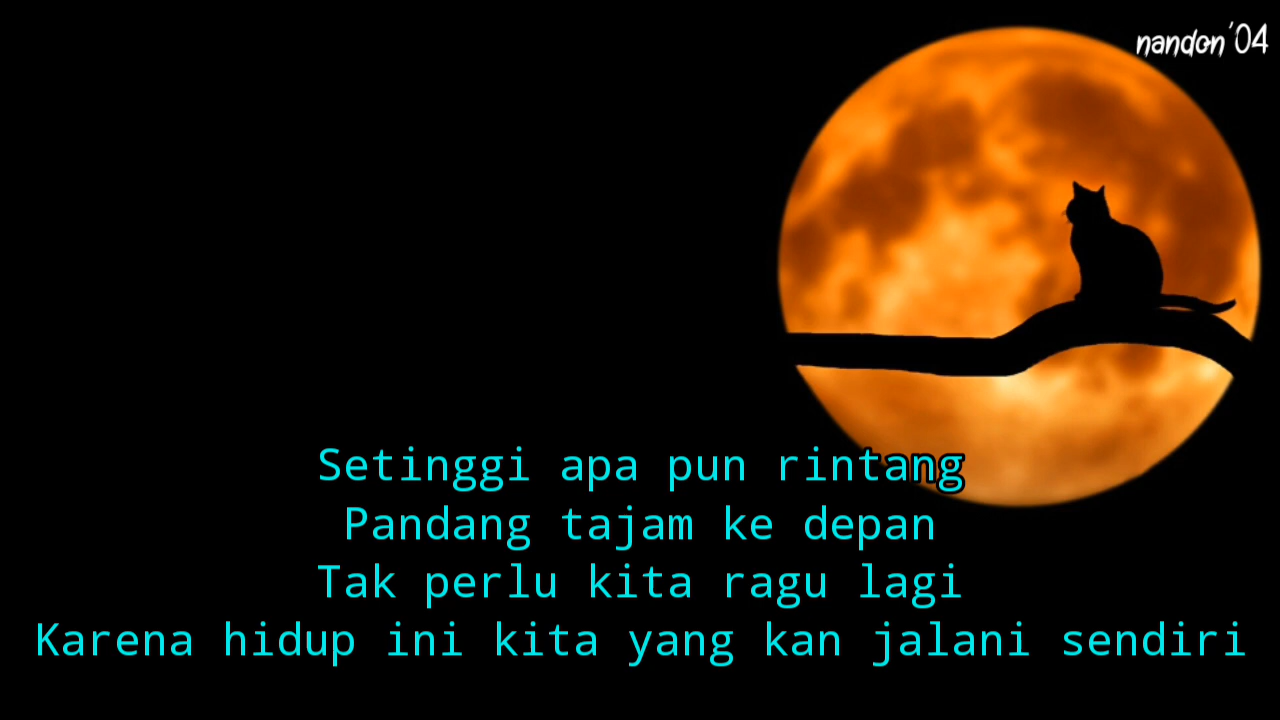 nandon'04
Setinggi apa pun rintang
Pandang tajam ke depan
Tak perlu kita ragu lagi
Karena hidup ini kita yang kan jalani sendiri